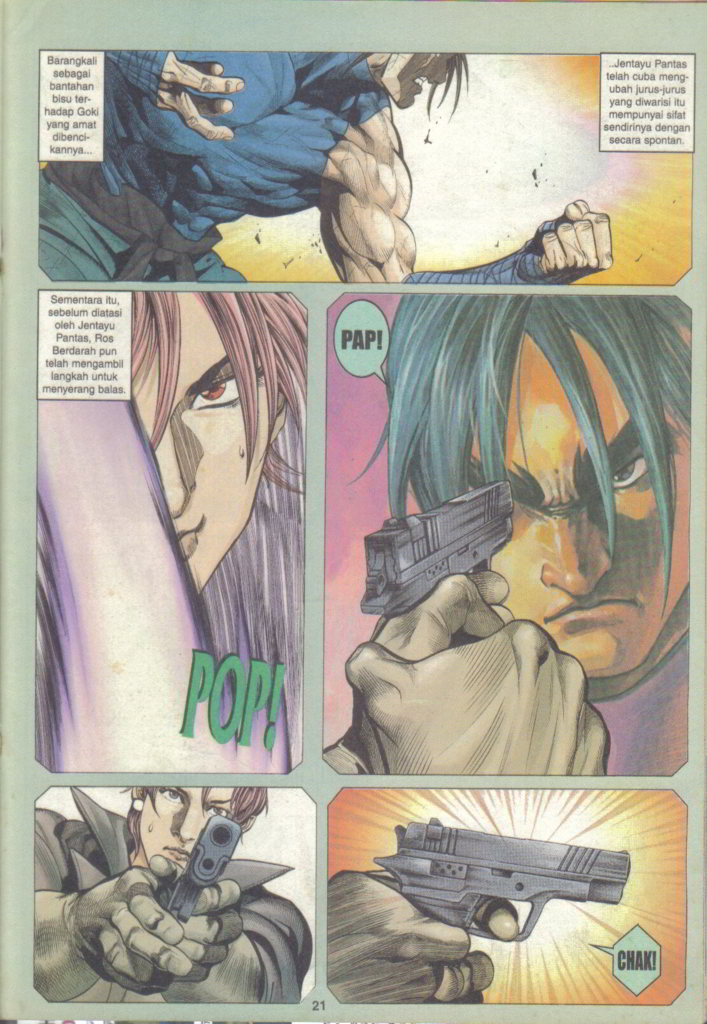 Barangkali
sebagai
bantahan
bisu ter-
hadap Goki
yang amat
dibenci-
kannya...
..Jentayu Pantas
telah cuba meng-
ubah jurus-jurus
yang diwarisi itu
mempunyai sifat
sendirinya dengan
secara spontan.
Sementara itu,
sebelum diatasi
oleh Jentayu
Pantas, Ros
Berdarah pun
telah mengambil
langkah untuk
menyerang balas.
PAP!
POP!
CHAK!
21